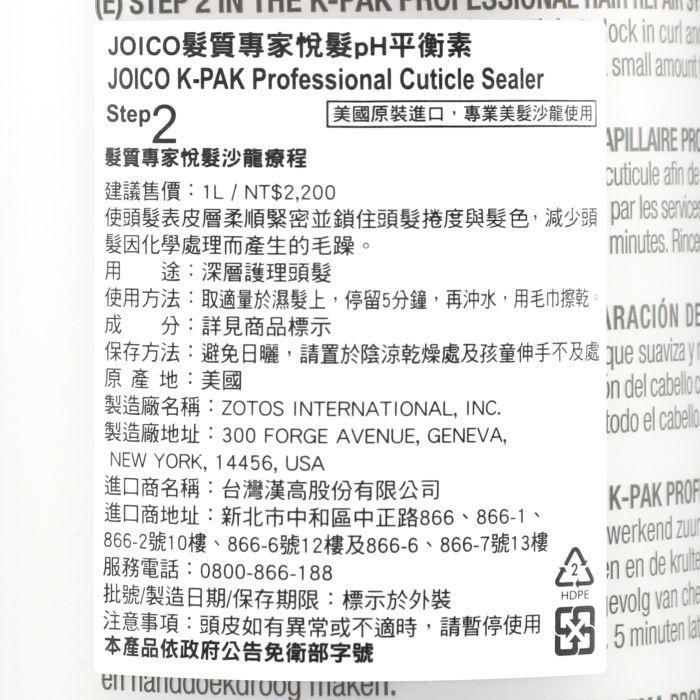 (E) STEP 2 IN THE K-PAK PROFESSIONAL HAIR REPAIR
lock in curl and
small amount
JOICO髮質專家悅髮pH平衡素
JOICO K-PAK Professional Cuticle Sealer
Step2
美國原裝進口，專業美髮沙龍使用
髮質專家悅髮沙龍療程
建議售價：1L / NT$2,200
使頭髮表皮層柔順緊密並鎖住頭髮捲度與髮色，減少頭
髮因化學處理而產生的毛躁。
用　　途：深層護理頭髮
使用方法：取適量於濕髮上，停留5分鐘，再沖水，用毛巾擦乾。
成　　分：詳見商品標示
保存方法：避免日曬，請置於陰涼乾燥處及孩童伸手不及處
原 產 地：美國
製造廠名稱：ZOTOS INTERNATIONAL, INC.
製造廠地址：300 FORGE AVENUE, GENEVA,
NEW YORK, 14456, USA
進口商名稱：台灣漢高股份有限公司
進口商地址：新北市中和區中正路866、866-1、
866-2號10樓、866-6號12樓及866-6、866-7號13樓
服務電話：0800-866-188
批號/製造日期/保存期限：標示於外裝
注意事項：頭皮如有異常或不適時，請暫停使用
本產品依政府公告免衛部字號
2
HDPE
APILLAIRE PRO
cuticule afin de
par les services
minutes. Rince
ARACIÓN DE
que suaviza y
ón del cabello
todo el cabello
K-PAK PROF
werkend zuur
en en de krulte
gevolg van che
5 minuten lat
en handdoekdroog maken.